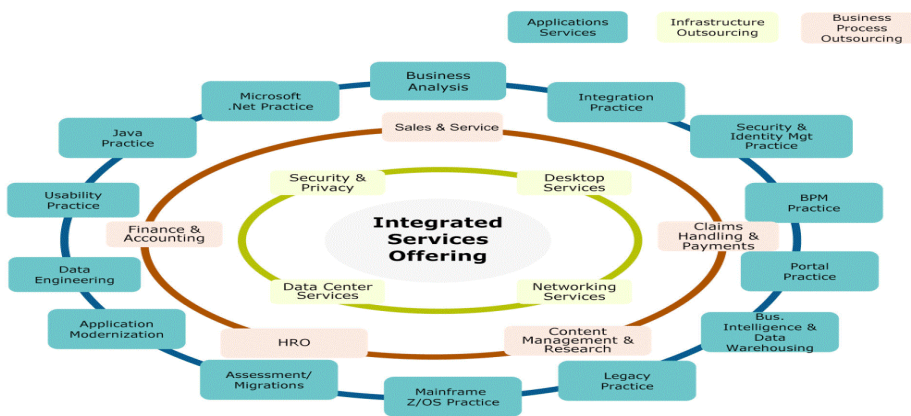 Applications
Services
Infrastructure
Outsourcing
Business
Process
Outsourcing
Business
Analysis
Microsoft
.Net Practice
Integration
Practice
Java
Practice
Sales & Service
Security &
Identity Mgt
Practice
Security &
Privacy
Desktop
Services
Usability
Practice
BPM
Practice
Finance &
Accounting
Integrated
Services
Offering
Claims
Handling &
Payments
Data
Engineering
Portal
Practice
Data Center
Services
Networking
Services
Application
Modernization
HRO
Content
Management
& Research
Bus.
Intelligence &
Data
Warehousing
Assessment/
Migrations
Mainframe
Z/OS Practice
Legacy
Practice